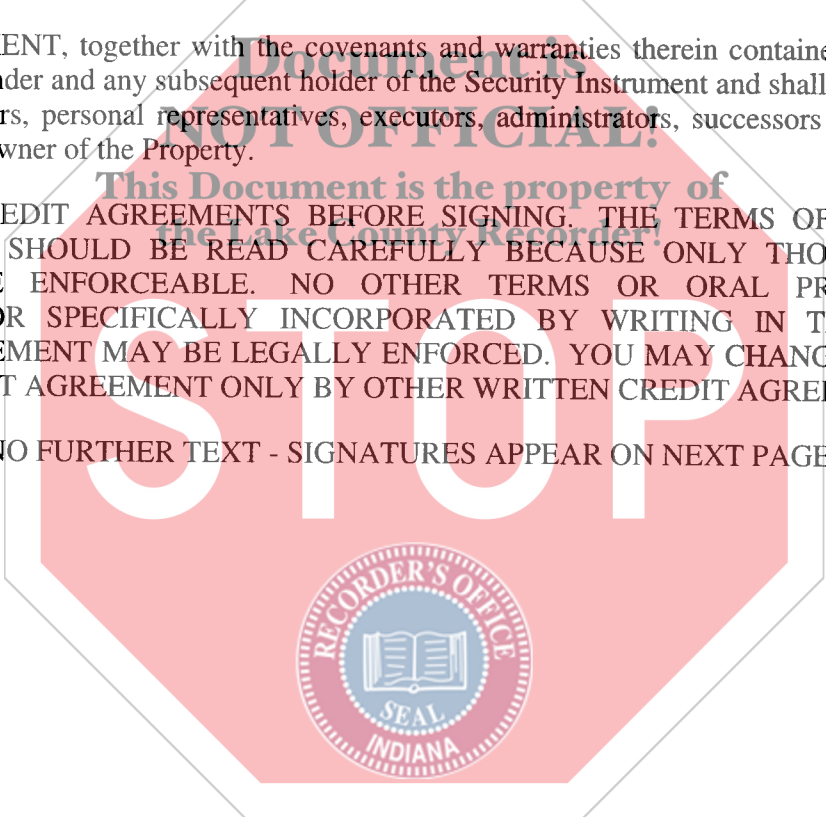 ENT, together with the covenants and warranties therein containe
Document is
der and any subsequent holder of the Security Instrument and shall
rs, personal representatives, executors, administrators, successors
NOT OFFICIAL!
wner of the Property.
This Document is the property of
EDIT AGREEMENTS BEFORE SIGNING. THE TERMS OF
the Lake County Recorder!
SHOULD BE READ CAREFULLY BECAUSE ONLY THO
E ENFORCEABLE. NO OTHER TERMS OR ORAL PR
OR SPECIFICALLY INCORPORATED BY WRITING IN T
EMENT MAY BE LEGALLY ENFORCED. YOU MAY CHANG
T AGREEMENT ONLY BY OTHER WRITTEN CREDIT AGREE
STOP
NO FURTHER TEXT - SIGNATURES APPEAR ON NEXT PAGE
RECORDER'S OFFICE
SEAL
INDIANA